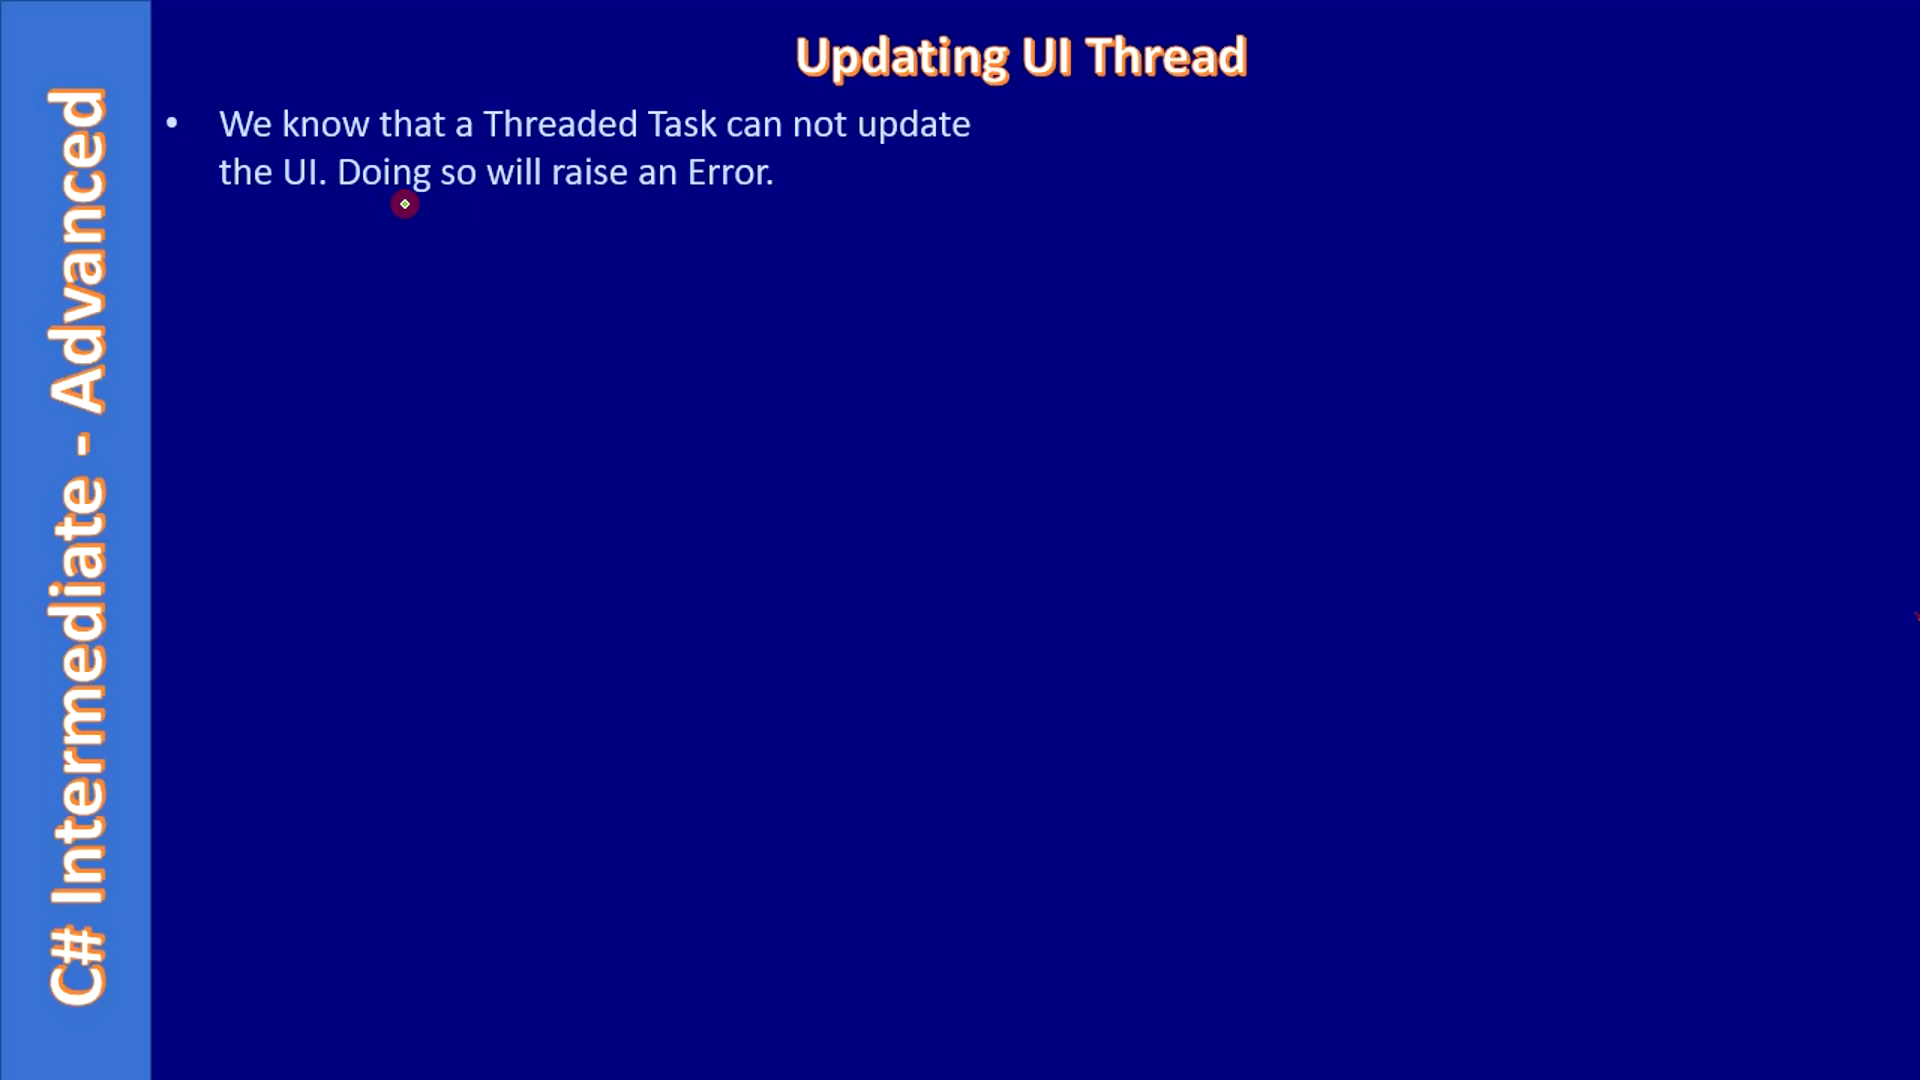 Updating UI Thread
• We know that a Threaded Task can not update
the UI. Doing so will raise an Error.
C# Intermediate - Advanced